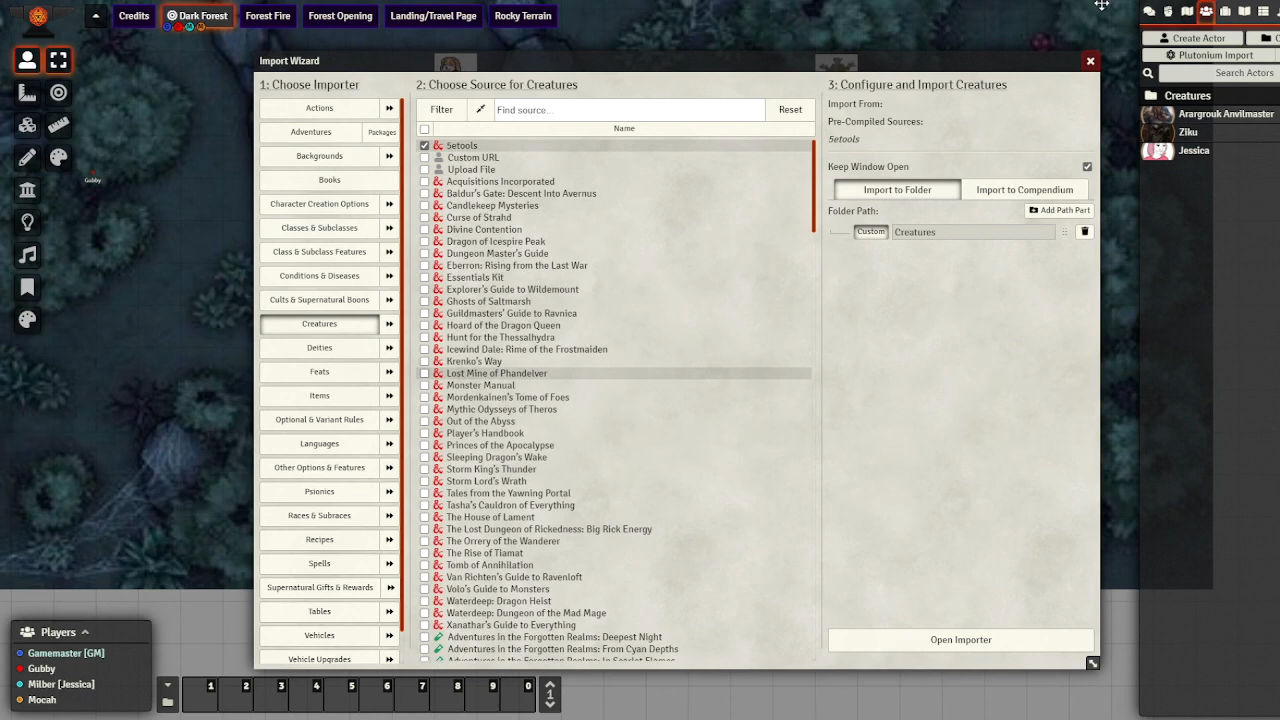 Credits
Dark Forest
Forest Fire
Forest Opening
Landing/Travel Page
Rocky Terrain
Gubby
Import Wizard
1: Choose Importer
Actions
Adventures
Packages
Backgrounds
Books
Character Creation Options
Classes & Subclasses
Class & Subclass Features
Conditions & Diseases
Cults & Supernatural Boons
Creatures
Deities
Feats
Items
Optional & Variant Rules
Languages
Other Options & Features
Psionics
Races & Subraces
Recipes
Spells
Supernatural Gifts & Rewards
Tables
Vehicles
Vehicle Upgrades
2: Choose Source for Creatures
Filter
Find source...
Reset
Name
5etools
Custom URL
Upload File
Acquisitions Incorporated
Baldur's Gate: Descent Into Avernus
Candlekeep Mysteries
Curse of Strahd
Divine Contention
Dragon of Icespire Peak
Dungeon Master's Guide
Eberron: Rising from the Last War
Essentials Kit
Explorer's Guide to Wildemount
Ghosts of Saltmarsh
Guildmasters' Guide to Ravnica
Hoard of the Dragon Queen
Hunt for the Thessalhydra
Icewind Dale: Rime of the Frostmaiden
Krenko's Way
Lost Mine of Phandelver
Monster Manual
Mordenkainen's Tome of Foes
Mythic Odysseys of Theros
Out of the Abyss
Player's Handbook
Princes of the Apocalypse
Sleeping Dragon's Wake
Storm King's Thunder
Storm Lord's Wrath
Tales from the Yawning Portal
Tasha's Cauldron of Everything
The House of Lament
The Lost Dungeon of Rickedness: Big Rick Energy
The Orrery of the Wanderer
The Rise of Tiamat
Tomb of Annihilation
Van Richten's Guide to Ravenloft
Volo's Guide to Monsters
Waterdeep: Dragon Heist
Waterdeep: Dungeon of the Mad Mage
Xanathar's Guide to Everything
Adventures in the Forgotten Realms: Deepest Night
Adventures in the Forgotten Realms: From Cyan Depths
Adventures in the Forgotten Realms: In Scarlet Flames
3: Configure and Import Creatures
Import From:
Pre-Compiled Sources:
5etools
Keep Window Open
Import to Folder
Import to Compendium
Folder Path:
Add Path Part
Custom
Creatures
Open Importer
Create Actor
Plutonium Import
Search Actors
Creatures
Arargrouk Anvilmaster
Ziku
Jessica
Players
Gamemaster [GM]
Gubby
Milber [Jessica]
Mocah
1 2 3 4 5 6 7 8 9 0
1